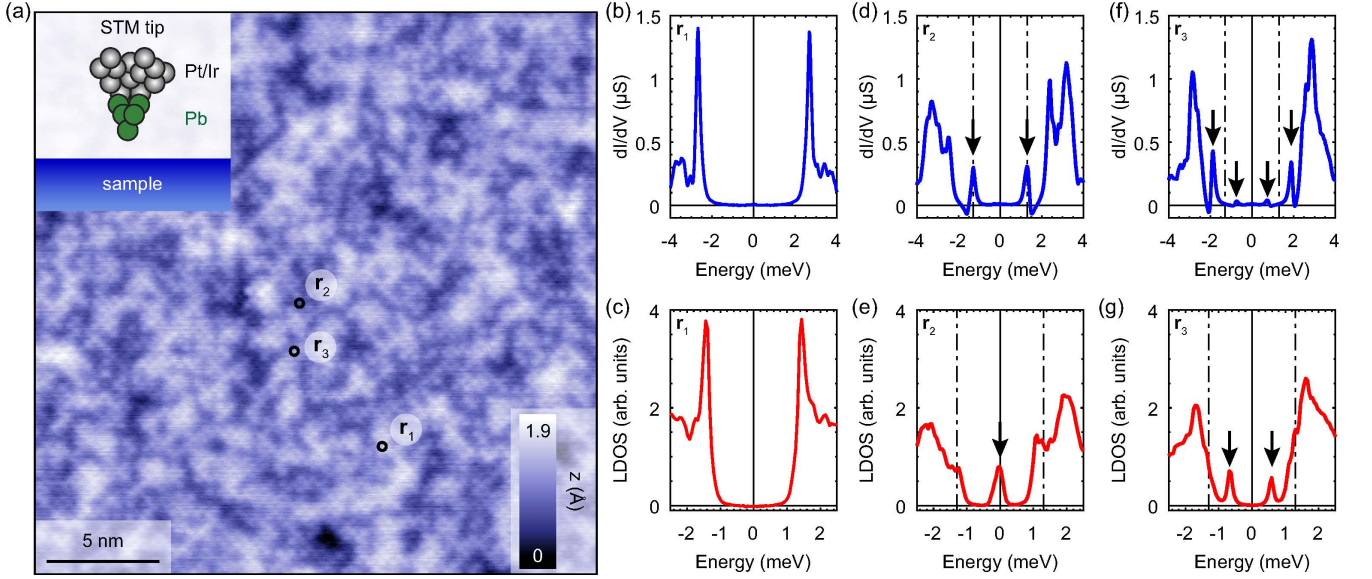 (a)
STM tip
Pt/Ir
Pb
sample
r2
r3
r1
5 nm
1.9
z (Å)
0
(b)
r1
1.5
1
0.5
0
dI/dV (µS)
-4 -2 0 2 4
Energy (meV)
(d)
r2
1.5
1
0.5
0
dI/dV (µS)
-4 -2 0 2 4
Energy (meV)
(f)
r3
1.5
1
0.5
0
dI/dV (µS)
-4 -2 0 2 4
Energy (meV)
(c)
r1
4
2
0
LDOS (arb. units)
-2 -1 0 1 2
Energy (meV)
(e)
r2
4
2
0
LDOS (arb. units)
-2 -1 0 1 2
Energy (meV)
(g)
r3
4
2
0
LDOS (arb. units)
-2 -1 0 1 2
Energy (meV)